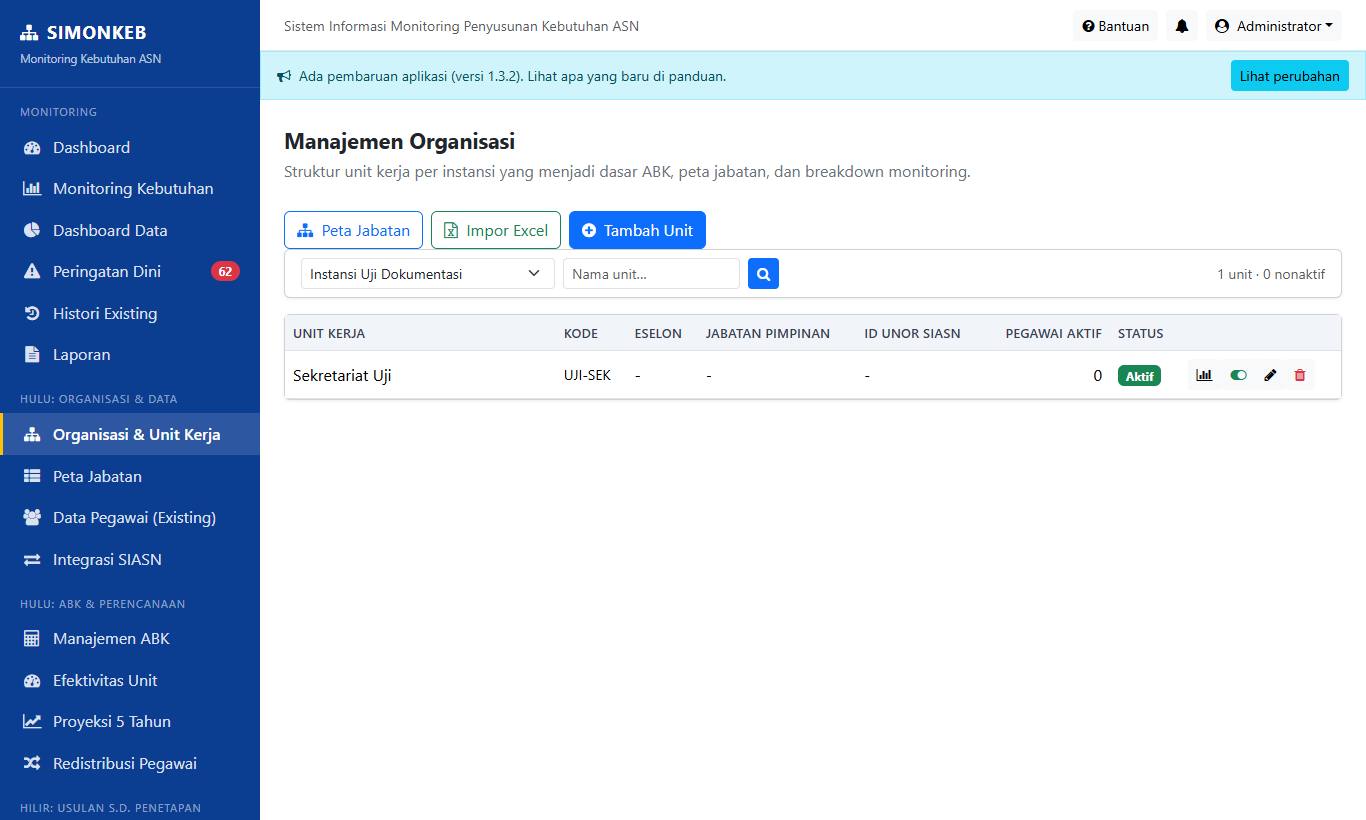 SIMONKEB
Monitoring Kebutuhan ASN
MONITORING
Dashboard
Monitoring Kebutuhan
Dashboard Data
Peringatan Dini 62
Histori Existing
Laporan
HULU: ORGANISASI & DATA
Organisasi & Unit Kerja
Peta Jabatan
Data Pegawai (Existing)
Integrasi SIASN
HULU: ABK & PERENCANAAN
Manajemen ABK
Efektivitas Unit
Proyeksi 5 Tahun
Redistribusi Pegawai
HILIR: USULAN S.D. PENETAPAN
Sistem Informasi Monitoring Penyusunan Kebutuhan ASN Bantuan Administrator
Ada pembaruan aplikasi (versi 1.3.2). Lihat apa yang baru di panduan. Lihat perubahan
Manajemen Organisasi
Struktur unit kerja per instansi yang menjadi dasar ABK, peta jabatan, dan breakdown monitoring.
Peta Jabatan Impor Excel Tambah Unit
Instansi Uji Dokumentasi Nama unit... 1 unit · 0 nonaktif
UNIT KERJA KODE ESELON JABATAN PIMPINAN ID UNOR SIASN PEGAWAI AKTIF STATUS
Sekretariat Uji UJI-SEK - - - 0 Aktif